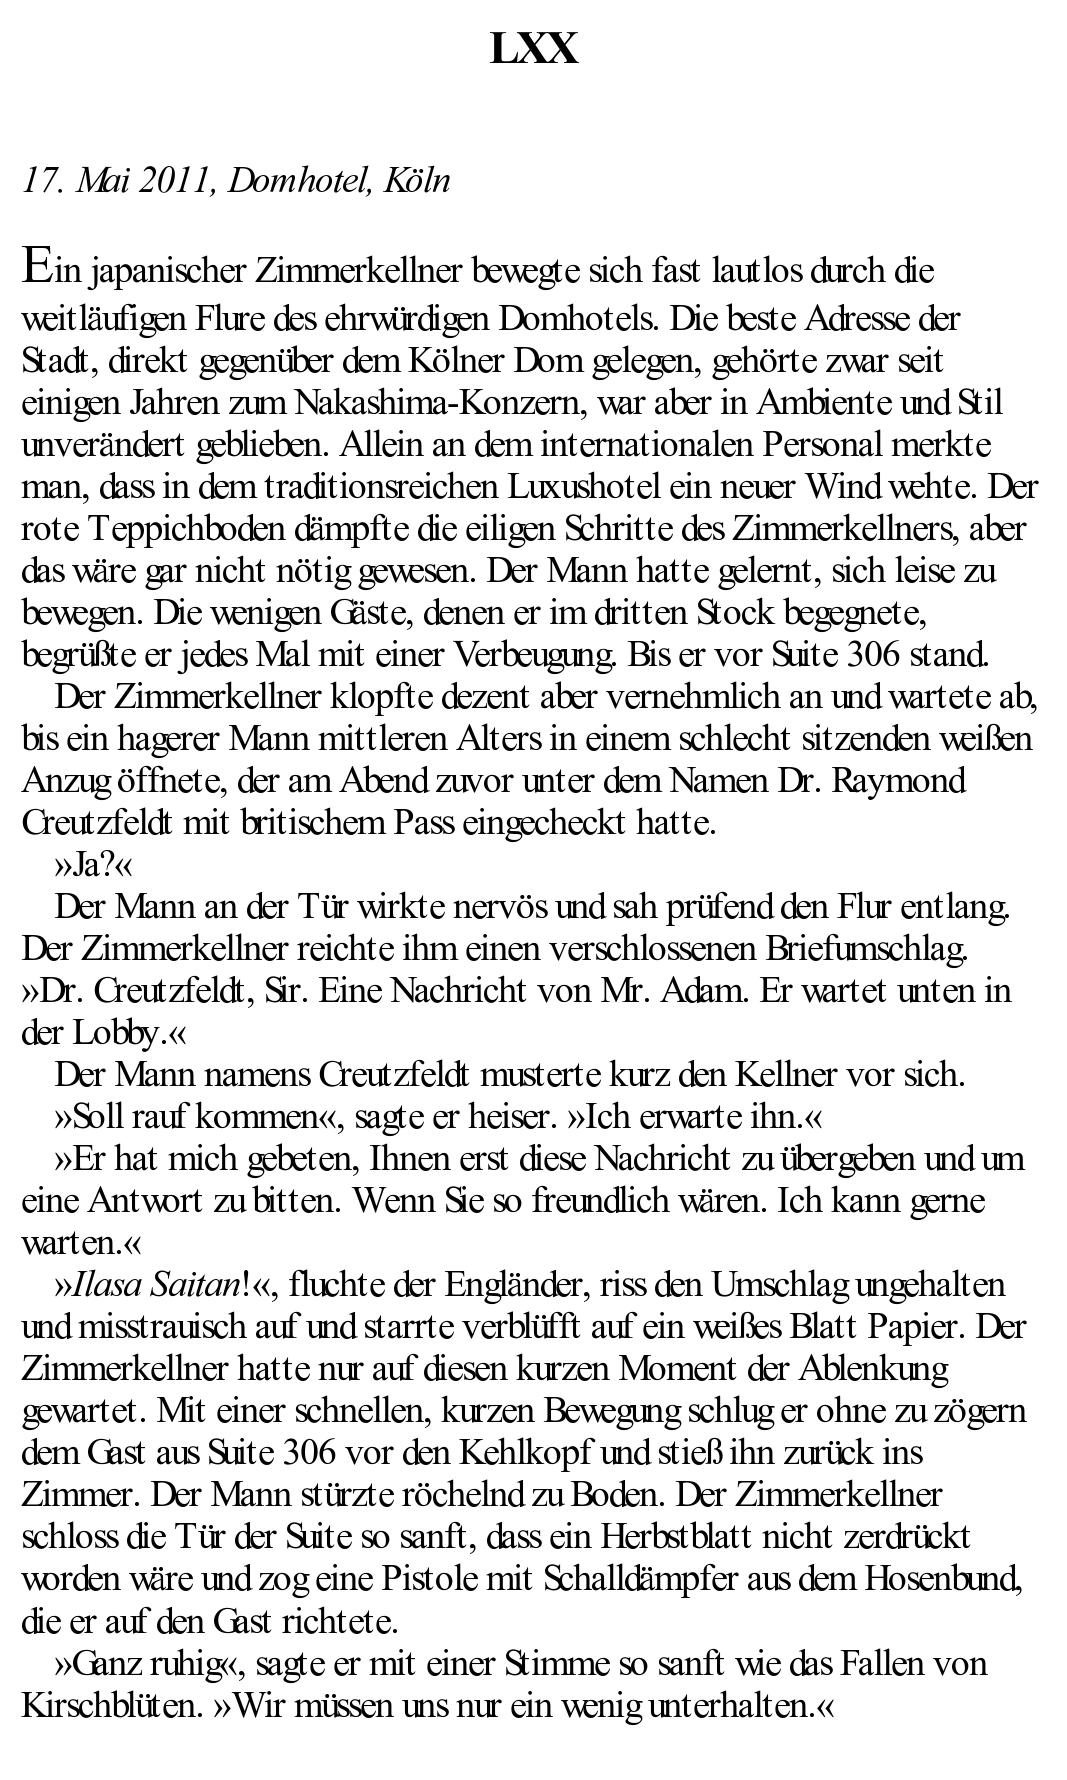 LXX
17. Mai 2011, Domhotel, Köln
Ein japanischer Zimmerkellner bewegte sich fast lautlos durch die
weitläufigen Flure des ehrwürdigen Domhotels. Die beste Adresse der
Stadt, direkt gegenüber dem Kölner Dom gelegen, gehörte zwar seit
einigen Jahren zum Nakashima-Konzern, war aber in Ambiente und Stil
unverändert geblieben. Allein an dem internationalen Personal merkte
man, dass in dem traditionsreichen Luxushotel ein neuer Wind wehte. Der
rote Teppichboden dämpfte die eiligen Schritte des Zimmerkellners, aber
das wäre gar nicht nötig gewesen. Der Mann hatte gelernt, sich leise zu
bewegen. Die wenigen Gäste, denen er im dritten Stock begegnete,
begrüßte er jedes Mal mit einer Verbeugung. Bis er vor Suite 306 stand.
Der Zimmerkellner klopfte dezent aber vernehmlich an und wartete ab,
bis ein hagerer Mann mittleren Alters in einem schlecht sitzenden weißen
Anzug öffnete, der am Abend zuvor unter dem Namen Dr. Raymond
Creutzfeldt mit britischem Pass eingecheckt hatte.
»Ja?«
Der Mann an der Tür wirkte nervös und sah prüfend den Flur entlang.
Der Zimmerkellner reichte ihm einen verschlossenen Briefumschlag.
»Dr. Creutzfeldt, Sir. Eine Nachricht von Mr. Adam. Er wartet unten in
der Lobby.«
Der Mann namens Creutzfeldt musterte kurz den Kellner vor sich.
»Soll rauf kommen«, sagte er heiser. »Ich erwarte ihn.«
»Er hat mich gebeten, Ihnen erst diese Nachricht zu übergeben und um
eine Antwort zu bitten. Wenn Sie so freundlich wären. Ich kann gerne
warten.«
»Ilasa Saitan!«, fluchte der Engländer, riss den Umschlag ungehalten
und misstrauisch auf und starrte verblüfft auf ein weißes Blatt Papier. Der
Zimmerkellner hatte nur auf diesen kurzen Moment der Ablenkung
gewartet. Mit einer schnellen, kurzen Bewegung schlug er ohne zu zögern
dem Gast aus Suite 306 vor den Kehlkopf und stieß ihn zurück ins
Zimmer. Der Mann stürzte röchelnd zu Boden. Der Zimmerkellner
schloss die Tür der Suite so sanft, dass ein Herbstblatt nicht zerdrückt
worden wäre und zog eine Pistole mit Schalldämpfer aus dem Hosenbund,
die er auf den Gast richtete.
»Ganz ruhig«, sagte er mit einer Stimme so sanft wie das Fallen von
Kirschblüten. »Wir müssen uns nur ein wenig unterhalten.«